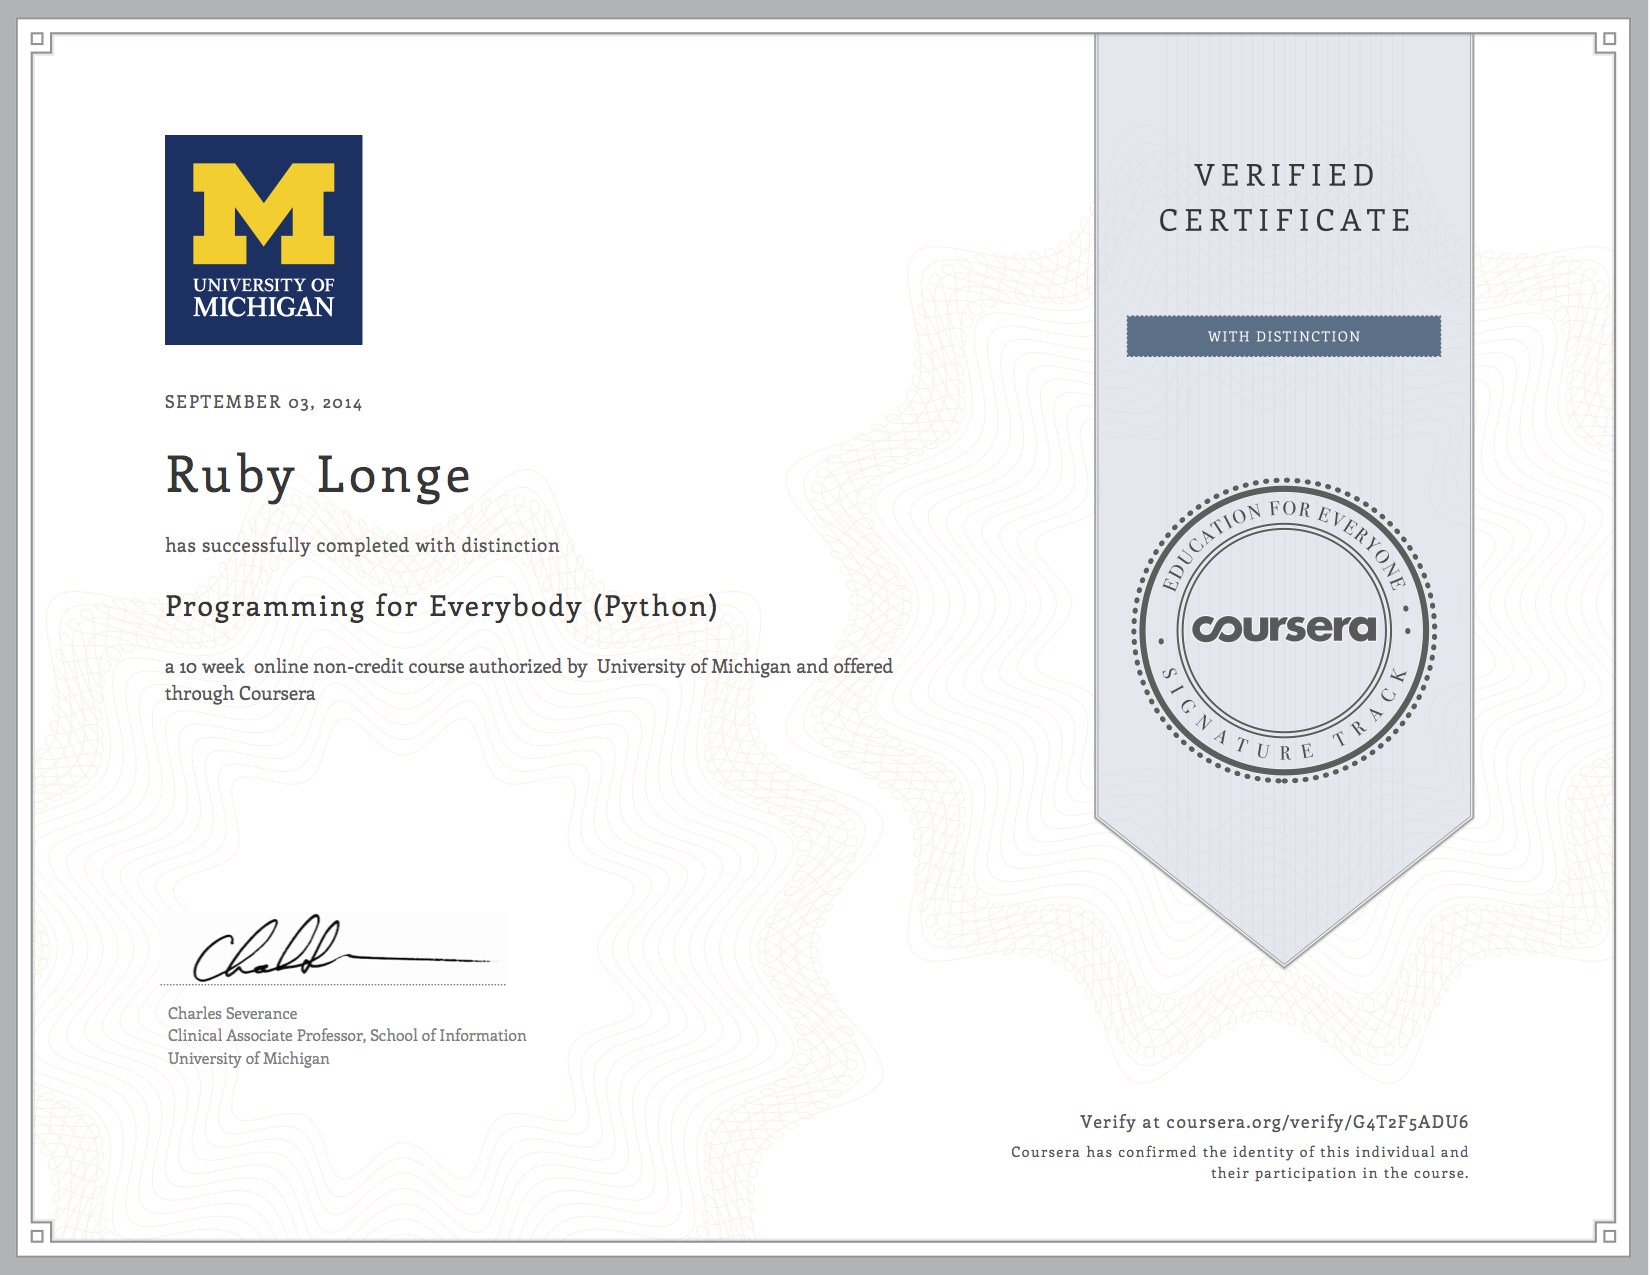 UNIVERSITY OF
MICHIGAN
SEPTEMBER 03, 2014
Ruby Longe
has successfully completed with distinction
Programming for Everybody (Python)
a 10 week online non-credit course authorized by University of Michigan and offered
through Coursera
Charles Severance
Clinical Associate Professor, School of Information
University of Michigan
VERIFIED
CERTIFICATE
WITH DISTINCTION
EDUCATION FOR EVERYONE
coursera
SIGNATURE TRACK
Verify at coursera.org/verify/G4T2F5ADU6
Coursera has confirmed the identity of this individual and
their participation in the course.